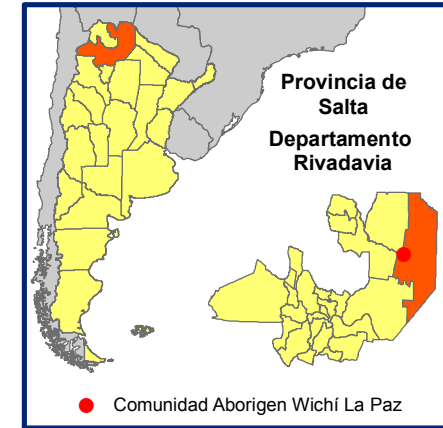 Provincia de
Salta
Departamento
Rivadavia
Comunidad Aborigen Wichí La Paz